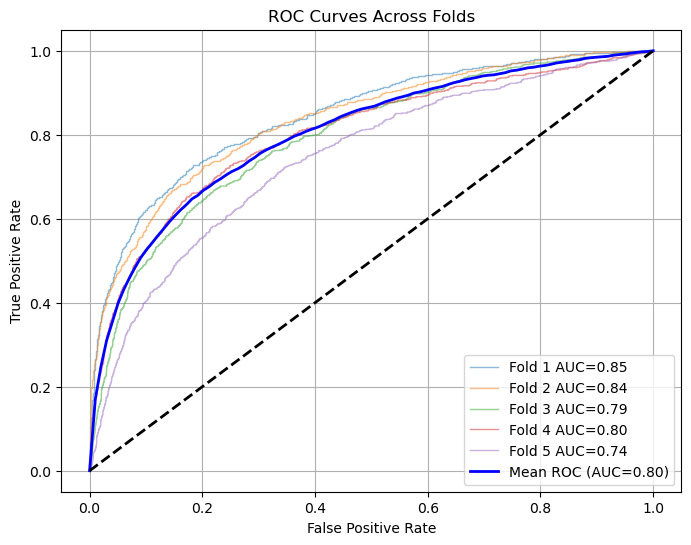 ROC Curves Across Folds
True Positive Rate
1.0
0.8
0.6
0.4
0.2
0.0
Fold 1 AUC=0.85
Fold 2 AUC=0.84
Fold 3 AUC=0.79
Fold 4 AUC=0.80
Fold 5 AUC=0.74
Mean ROC (AUC=0.80)
0.0 0.2 0.4 0.6 0.8 1.0
False Positive Rate